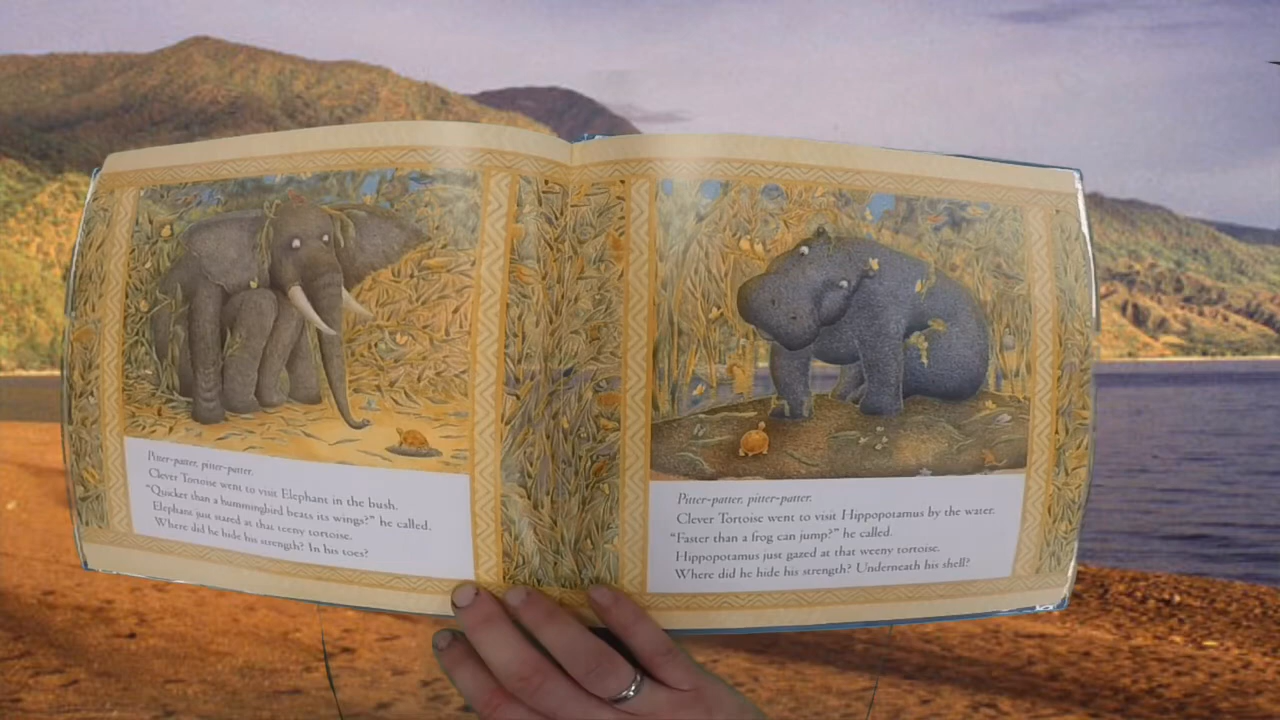 Pitter-patter, pitter-patter.
Clever Tortoise went to visit Elephant in the bush.
“Quicker than a hummingbird beats its wings?” he called.
Elephant just stared at that teeny tortoise.
Where did he hide his strength? In his toes?
Pitter-patter, pitter-patter.
Clever Tortoise went to visit Hippopotamus by the water.
“Faster than a frog can jump?” he called.
Hippopotamus just gazed at that weeny tortoise.
Where did he hide his strength? Underneath his shell?